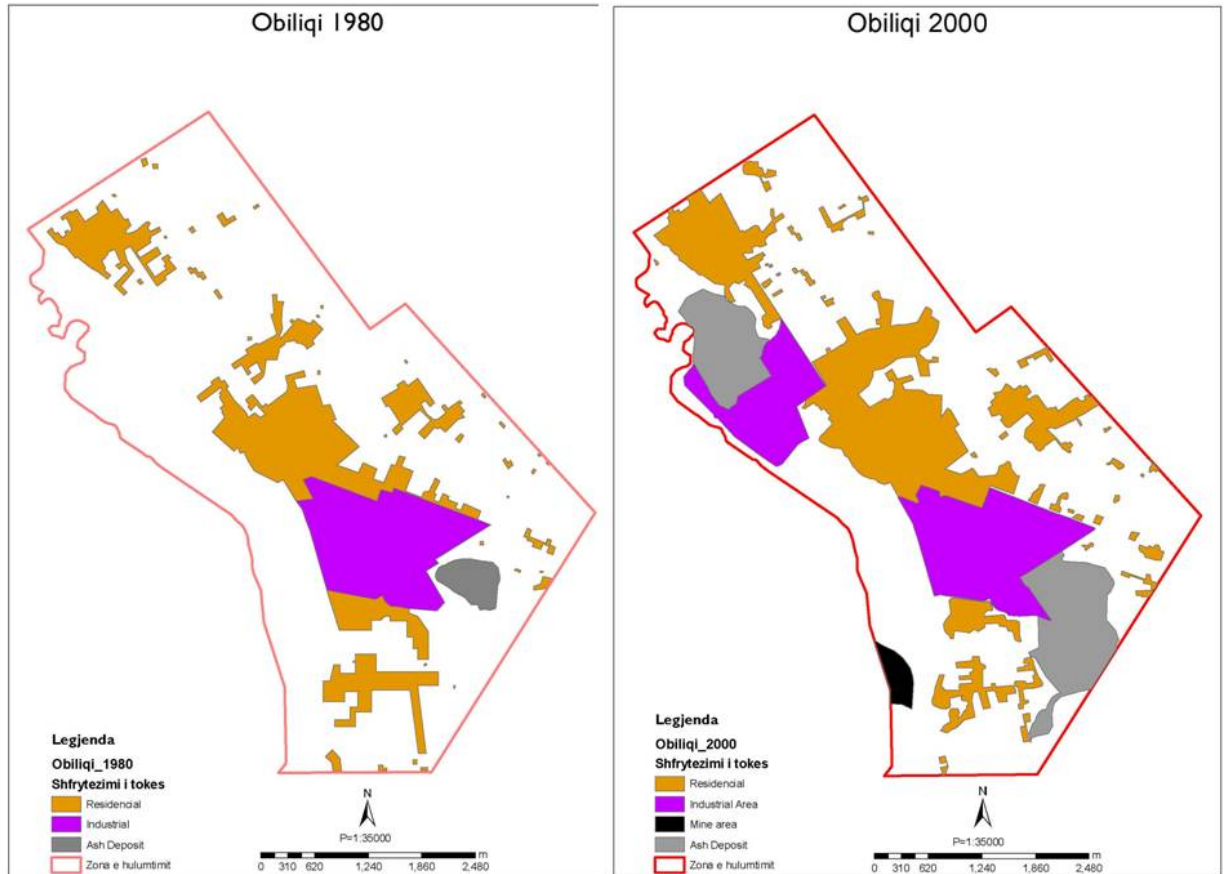 Obiliqi 1980
Legjenda
Obiliqi_1980
Shfrytezimi i tokes
Residencial
Industrial
Ash Deposit
Zona e hulumtimit
N
P=1:35000
m
0 310 620 1,240 1,860 2,480
Obiliqi 2000
Legjenda
Obiliqi_2000
Shfrytezimi i tokes
Residencial
Industrial Area
Mine area
Ash Deposit
Zona e hulumtimit
N
P=1:35000
m
0 310 620 1,240 1,860 2,480